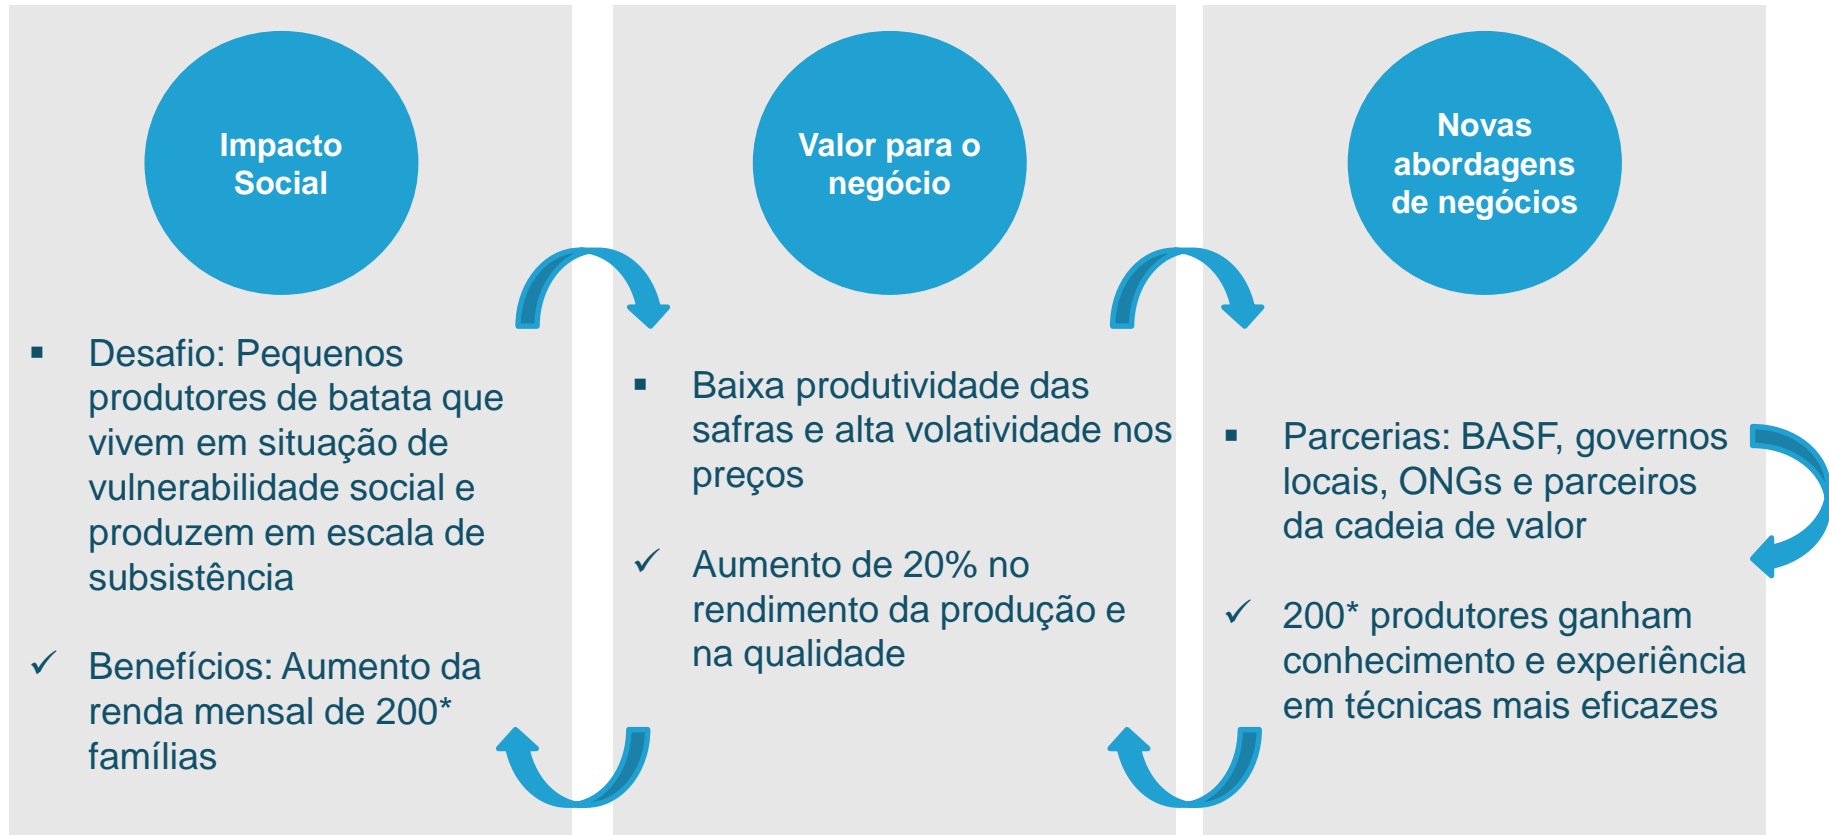 Impacto
Social
Desafio: Pequenos
produtores de batata que
vivem em situação de
vulnerabilidade social e
produzem em escala de
subsistência
Benefícios: Aumento da
renda mensal de 200*
famílias
Valor para o
negócio
Baixa produtividade das
safras e alta volatividade nos
preços
Aumento de 20% no
rendimento da produção e
na qualidade
Novas
abordagens
de negócios
Parcerias: BASF, governos
locais, ONGs e parceiros
da cadeia de valor
200* produtores ganham
conhecimento e experiência
em técnicas mais eficazes